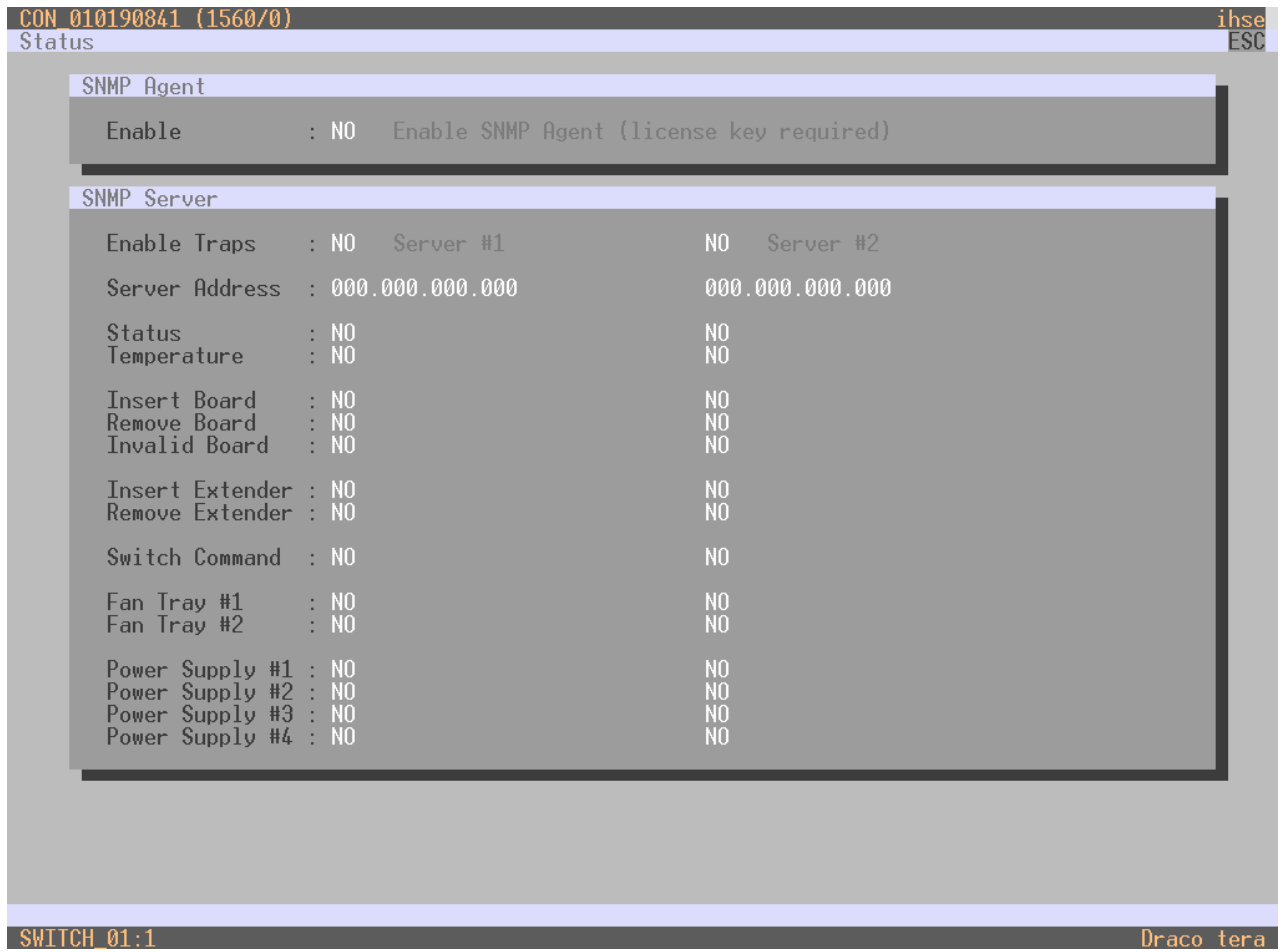 CON_010190841 (1560/0) ihse
Status ESC
SNMP Agent
Enable : NO Enable SNMP Agent (license key required)
SNMP Server
Enable Traps : NO Server #1 NO Server #2
Server Address : 000.000.000.000 000.000.000.000
Status : NO NO
Temperature : NO NO
Insert Board : NO NO
Remove Board : NO NO
Invalid Board : NO NO
Insert Extender : NO NO
Remove Extender : NO NO
Switch Command : NO NO
Fan Tray #1 : NO NO
Fan Tray #2 : NO NO
Power Supply #1 : NO NO
Power Supply #2 : NO NO
Power Supply #3 : NO NO
Power Supply #4 : NO NO
SWITCH_01:1 Draco tera